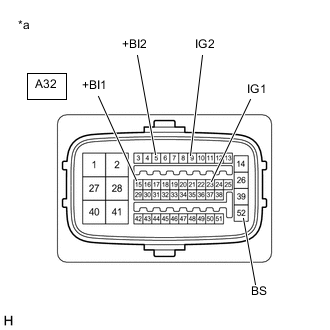 *a
+BI2 IG2
A32 +BI1 IG1
1 2 3 4 5 6 7 8 9 10 11 12 13 14
15 16 17 18 19 20 21 22 23 24 25 26
27 28 29 30 31 32 33 34 35 36 37 38 39
40 41 42 43 44 45 46 47 48 49 50 51 52
BS
H